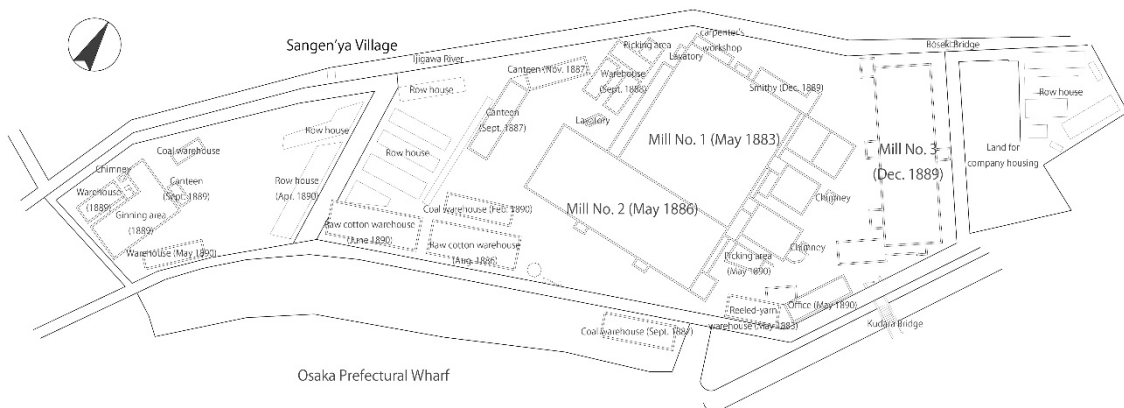 Sangen'ya Village
Ijigawa River
Bōseki Bridge
carpenter's
workshop
Picking area
Lavatory
Canteen (Nov. 1887)
Warehouse
(Sept. 1888)
Smithy (Dec. 1889)
Row house
Row house
Canteen
(Sept. 1887)
Lavatory
Row house
Row house
Mill No. 1 (May 1883)
Mill No. 3
(Dec. 1889)
Land for
company housing
Coal warehouse
Chimney
Canteen
(Sept. 1889)
Warehouse
(1889)
Ginning area
(1889)
Row house
(Apr. 1890)
Warehouse (May 1890)
Chimney
Mill No. 2 (May 1886)
Coal warehouse (Feb. 1890)
Raw cotton warehouse
(June 1890)
Raw cotton warehouse
(Aug. 1886)
Chimney
Picking area
(May 1890)
Office (May 1890)
Reeled-yarn
warehouse (May 1883)
Kudara Bridge
Coal warehouse (Sept. 1887)
Osaka Prefectural Wharf